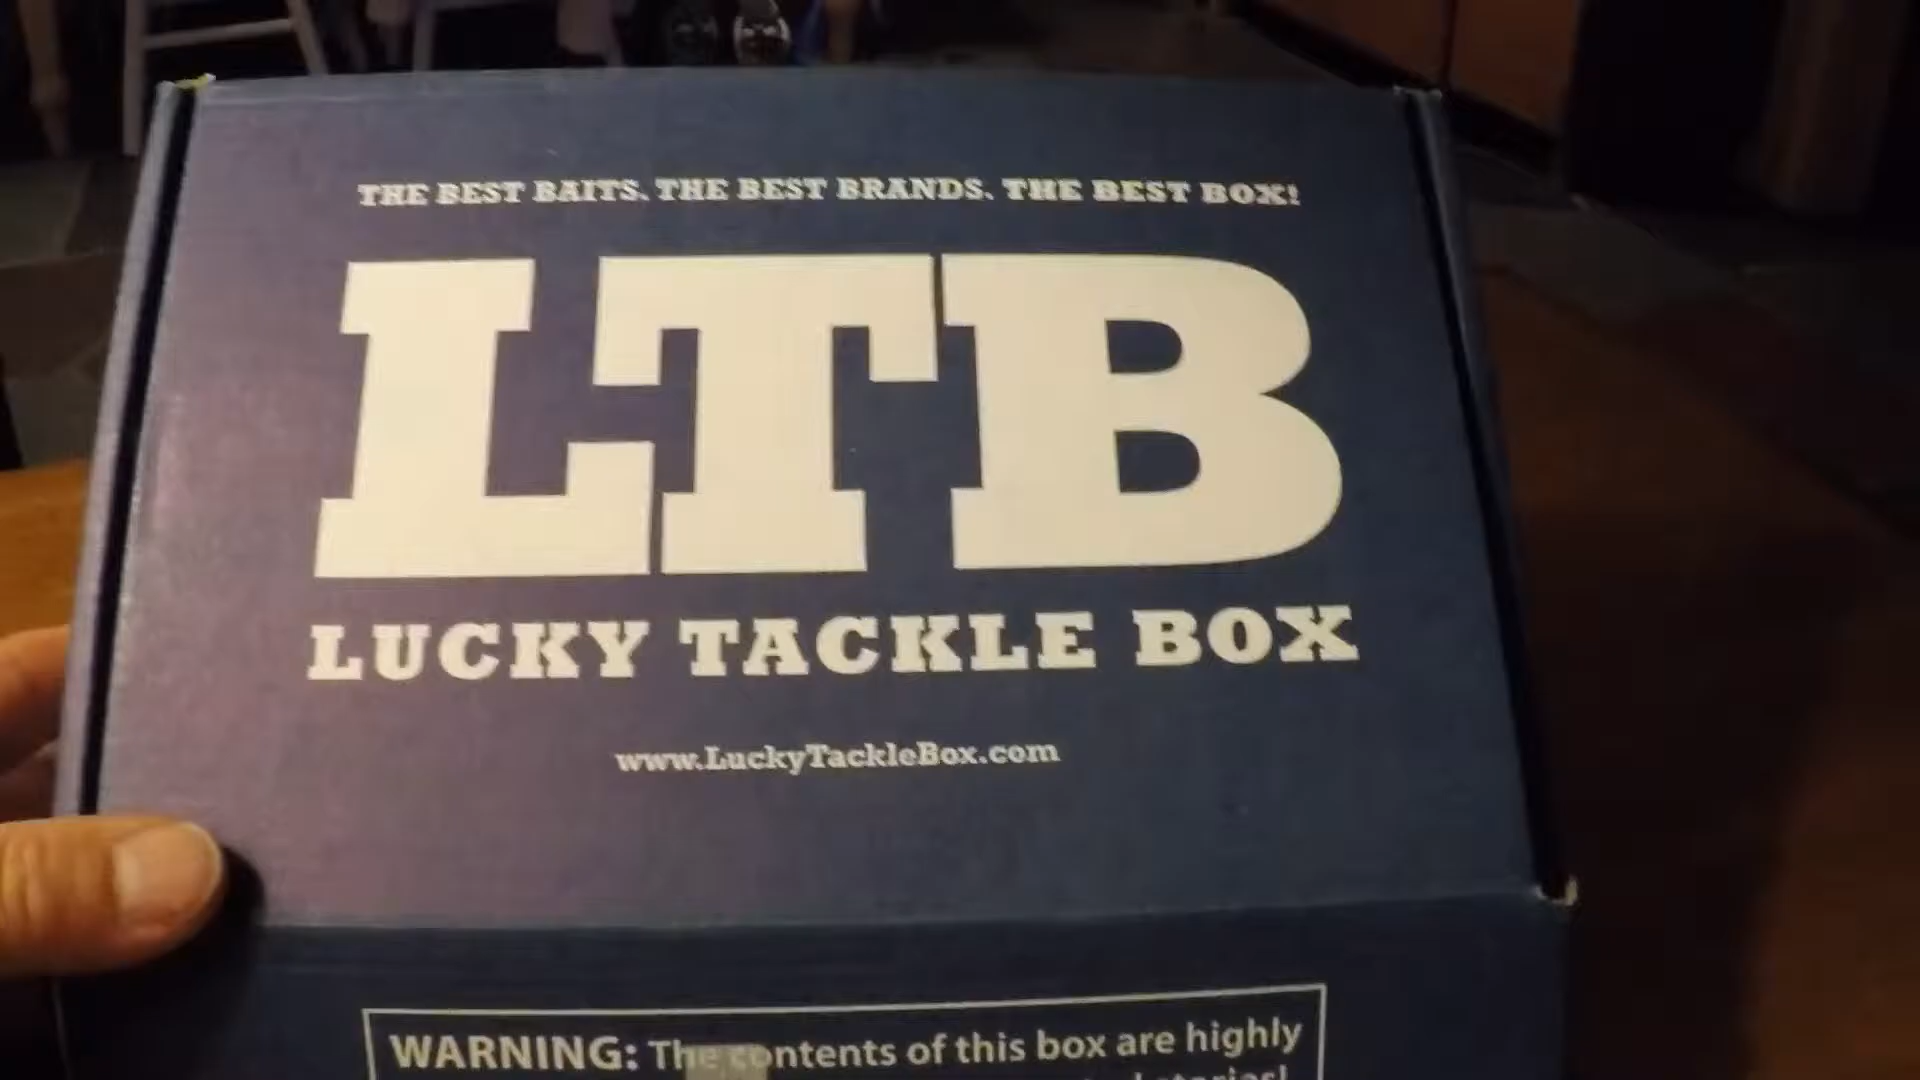 THE BEST BAITS. THE BEST BRANDS. THE BEST BOX!
LTB
LUCKY TACKLE BOX
www.LuckyTackleBox.com
WARNING: The contents of this box are highly